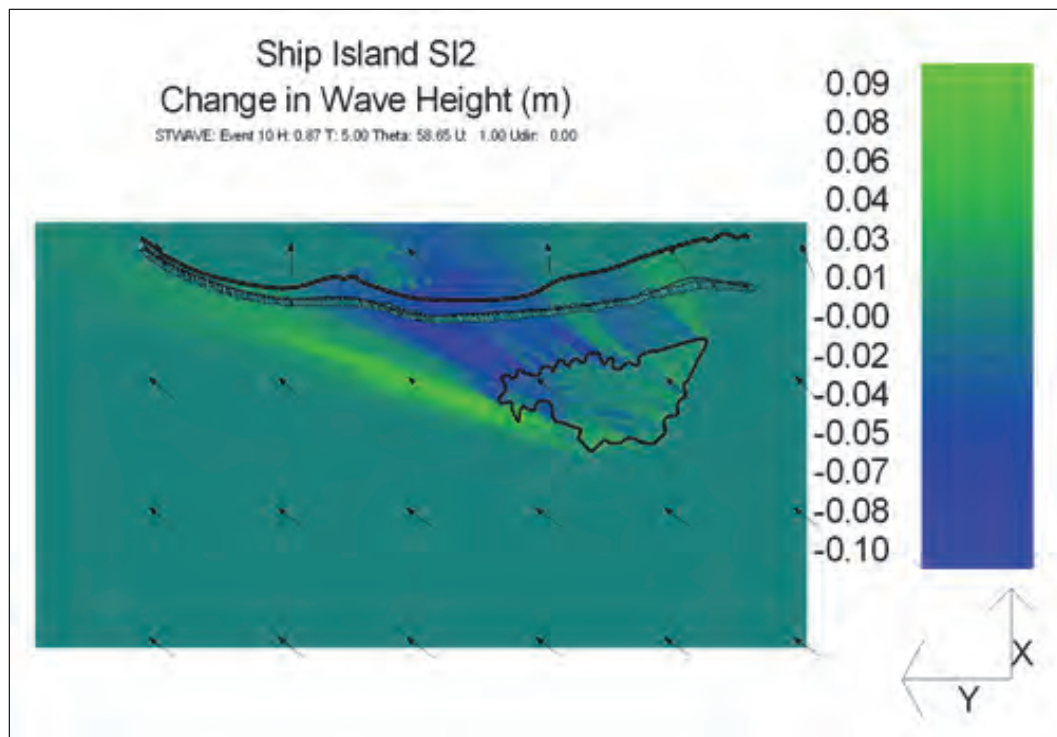 Ship Island SI2
Change in Wave Height (m)
STWAVE: Event 10 H: 0.87 T: 5.00 Theta: 58.65 U: 1.00 Udir: 0.00
0.09
0.08
0.06
0.04
0.03
0.01
-0.00
-0.02
-0.04
-0.05
-0.07
-0.08
-0.10
X
Y